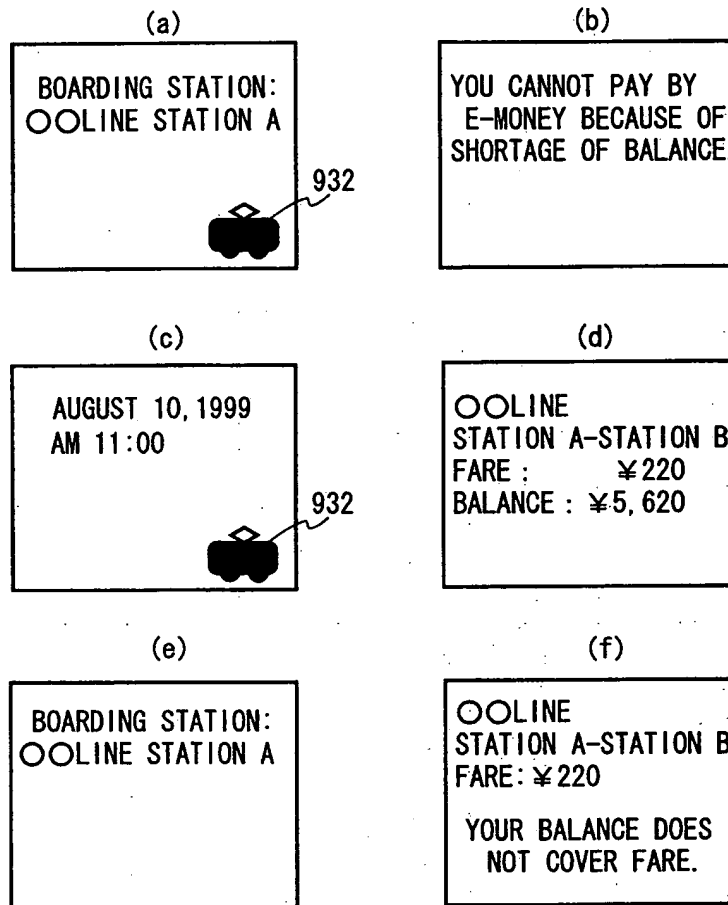 (a)
BOARDING STATION:
○○LINE STATION A
932
(b)
YOU CANNOT PAY BY
E-MONEY BECAUSE OF
SHORTAGE OF BALANCE
(c)
AUGUST 10,1999
AM 11:00
932
(d)
○○LINE
STATION A-STATION B
FARE : ¥220
BALANCE : ¥5,620
(e)
BOARDING STATION:
○○LINE STATION A
(f)
○○LINE
STATION A-STATION B
FARE: ¥220
YOUR BALANCE DOES
NOT COVER FARE.